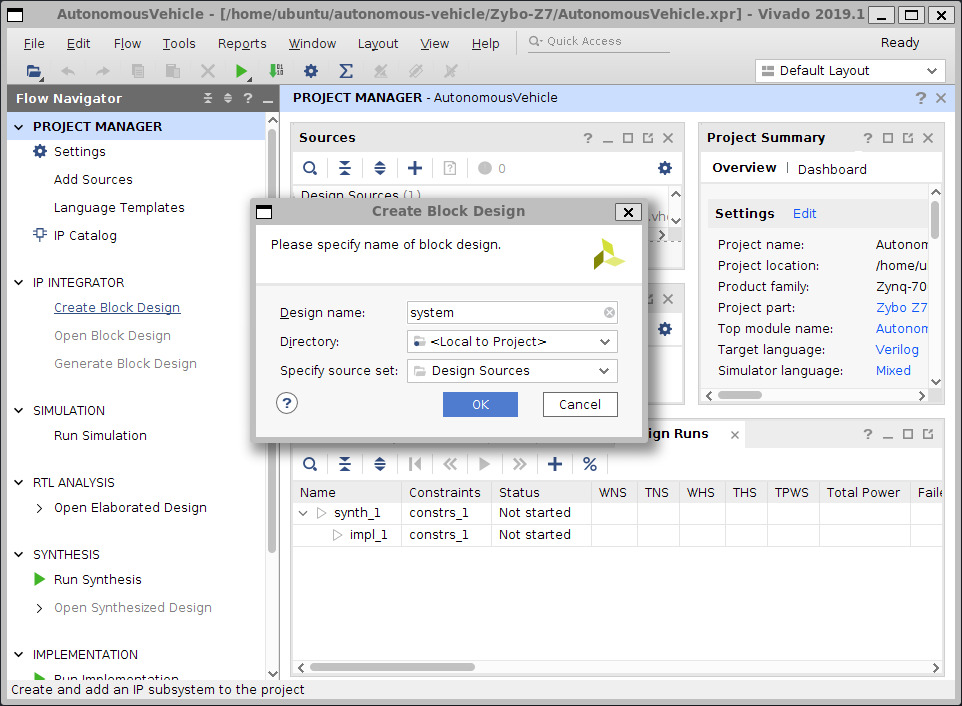 AutonomousVehicle - [/home/ubuntu/autonomous-vehicle/Zybo-Z7/AutonomousVehicle.xpr] - Vivado 2019.1
File Edit Flow Tools Reports Window Layout View Help Quick Access Ready
Default Layout
Flow Navigator
PROJECT MANAGER
Settings
Add Sources
Language Templates
IP Catalog
IP INTEGRATOR
Create Block Design
Open Block Design
Generate Block Design
SIMULATION
Run Simulation
RTL ANALYSIS
Open Elaborated Design
SYNTHESIS
Run Synthesis
Open Synthesized Design
IMPLEMENTATION
Run Implementation
PROJECT MANAGER - AutonomousVehicle
Sources
0
Design Sources (1)
.vh
Create Block Design
Please specify name of block design.
Design name: system
Directory: <Local to Project>
Specify source set: Design Sources
OK Cancel
Project Summary
Overview | Dashboard
Settings Edit
Project name: Autonom
Project location: /home/u
Product family: Zynq-70
Project part: Zybo Z7
Top module name: Autonom
Target language: Verilog
Simulator language: Mixed
ign Runs
Name Constraints Status WNS TNS WHS THS TPWS Total Power Faile
synth_1 constrs_1 Not started
impl_1 constrs_1 Not started
Create and add an IP subsystem to the project